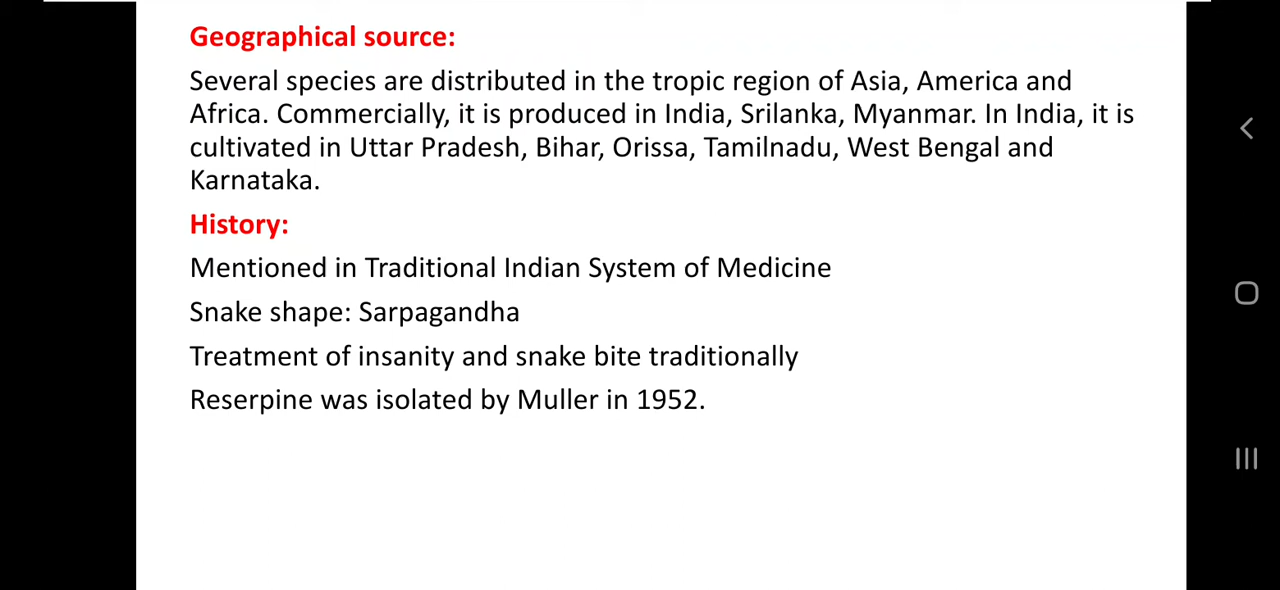 Geographical source:
Several species are distributed in the tropic region of Asia, America and
Africa. Commercially, it is produced in India, Srilanka, Myanmar. In India, it is
cultivated in Uttar Pradesh, Bihar, Orissa, Tamilnadu, West Bengal and
Karnataka.
History:
Mentioned in Traditional Indian System of Medicine
Snake shape: Sarpagandha
Treatment of insanity and snake bite traditionally
Reserpine was isolated by Muller in 1952.